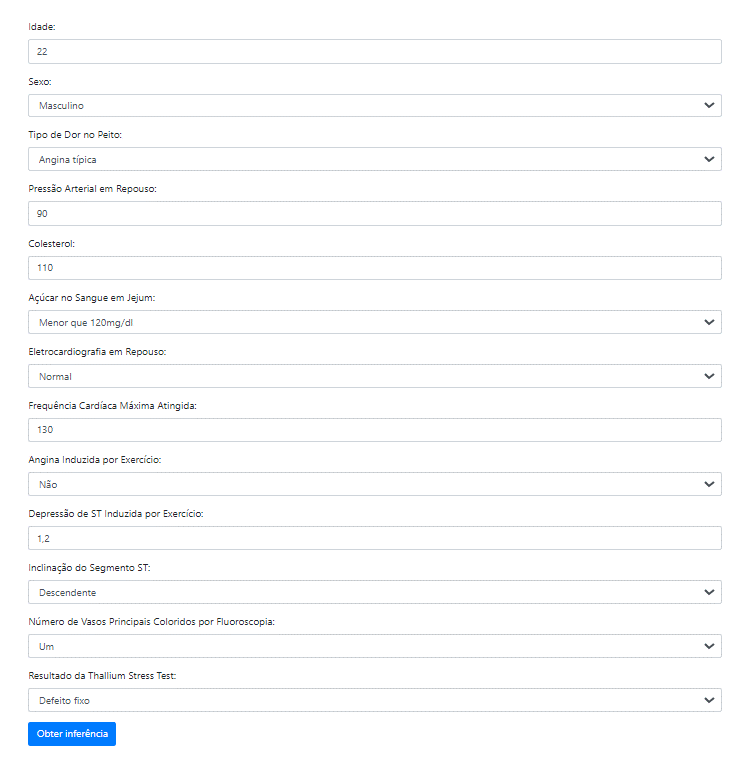 Idade:
22
Sexo:
Masculino
Tipo de Dor no Peito:
Angina típica
Pressão Arterial em Repouso:
90
Colesterol:
110
Açúcar no Sangue em Jejum:
Menor que 120mg/dl
Eletrocardiografia em Repouso:
Normal
Frequência Cardíaca Máxima Atingida:
130
Angina Induzida por Exercício:
Não
Depressão de ST Induzida por Exercício:
1,2
Inclinação do Segmento ST:
Descendente
Número de Vasos Principais Coloridos por Fluoroscopia:
Um
Resultado da Thallium Stress Test:
Defeito fixo
Obter inferência